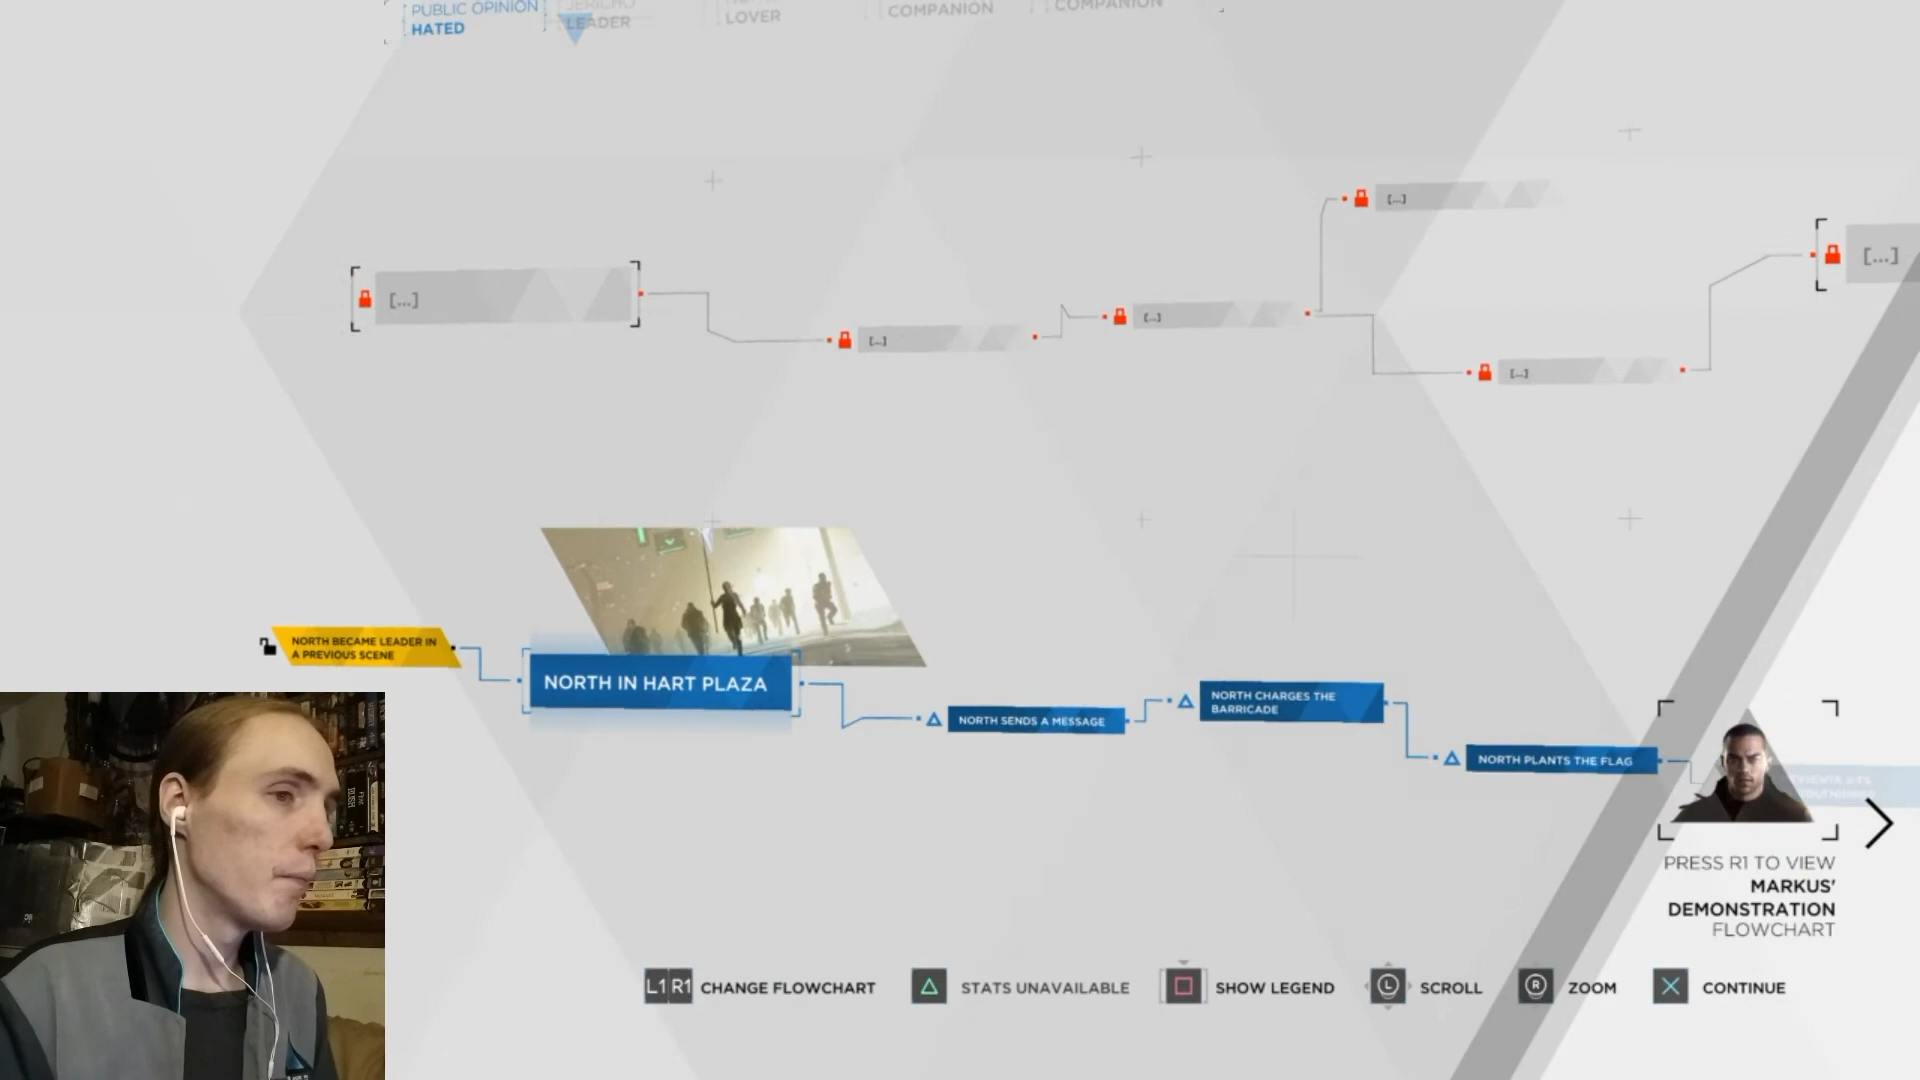 PUBLIC OPINION
HATED
JERICHO
LEADER
LOVER
COMPANION
COMPANION
[...]
[...]
[...]
[...]
[...]
[...]
NORTH BECAME LEADER IN
A PREVIOUS SCENE
NORTH IN HART PLAZA
NORTH SENDS A MESSAGE
NORTH CHARGES THE
BARRICADE
NORTH PLANTS THE FLAG
PRESS R1 TO VIEW
MARKUS'
DEMONSTRATION
FLOWCHART
L1 R1 CHANGE FLOWCHART
STATS UNAVAILABLE
SHOW LEGEND
L SCROLL
R ZOOM
CONTINUE